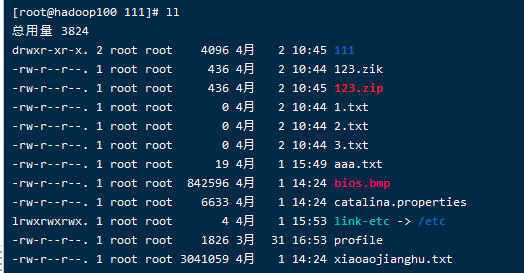 [root@hadoop100 111]# ll
总用量 3824
drwxr-xr-x. 2 root root    4096 4月   2 10:45 111
-rw-r--r--. 1 root root     436 4月   2 10:44 123.zik
-rw-r--r--. 1 root root     436 4月   2 10:45 123.zip
-rw-r--r--. 1 root root       0 4月   2 10:44 1.txt
-rw-r--r--. 1 root root       0 4月   2 10:44 2.txt
-rw-r--r--. 1 root root       0 4月   2 10:44 3.txt
-rw-r--r--. 1 root root      19 4月   1 15:49 aaa.txt
-rw-r--r--. 1 root root  842596 4月   1 14:24 bios.bmp
-rw-r--r--. 1 root root    6633 4月   1 14:24 catalina.properties
lrwxrwxrwx. 1 root root       4 4月   1 15:53 link-etc -> /etc
-rw-r--r--. 1 root root    1826 3月  31 16:53 profile
-rw-r--r--. 1 root root 3041059 4月   1 14:24 xiaoaojianghu.txt